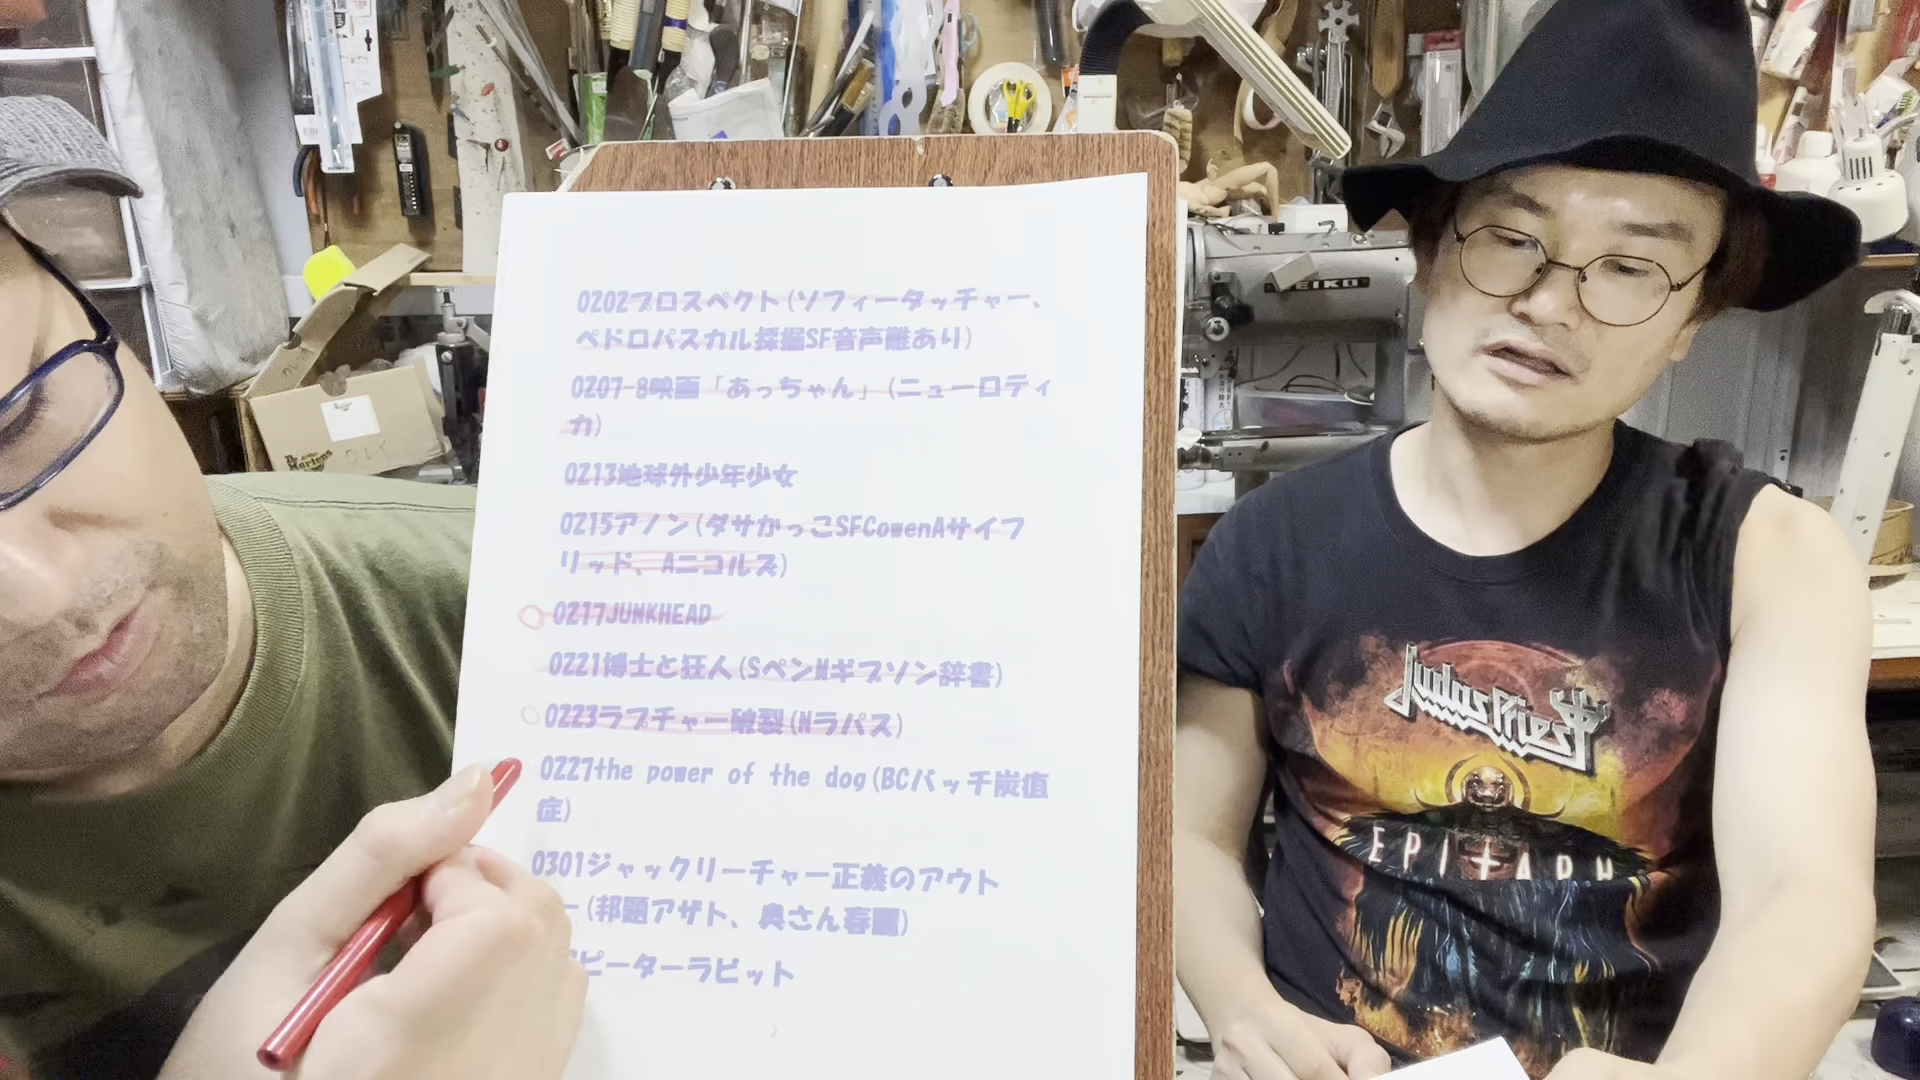 0202プロスペクト(ソフィータッチャー、
ペドロパスカル採掘SF音声難あり)
0207-8映画「あっちゃん」(ニューロティ
カ)
0213地球外少年少女
0215アノン(ダサかっこSFCowenAサイフ
リッド、Aニコルズ)
0217JUNKHEAD
0221博士と狂人(SペンMギブソン辞書)
0223ラプチャー破裂(Nラパス)
0227the power of the dog(BCバッチ炭疽
症)
0301ジャックリーチャー正義のアウト
ー(邦題アザト、奥さん春麗)
ピーターラビット
2
SEIKO
Martens
Judas Priest
EPITAPH